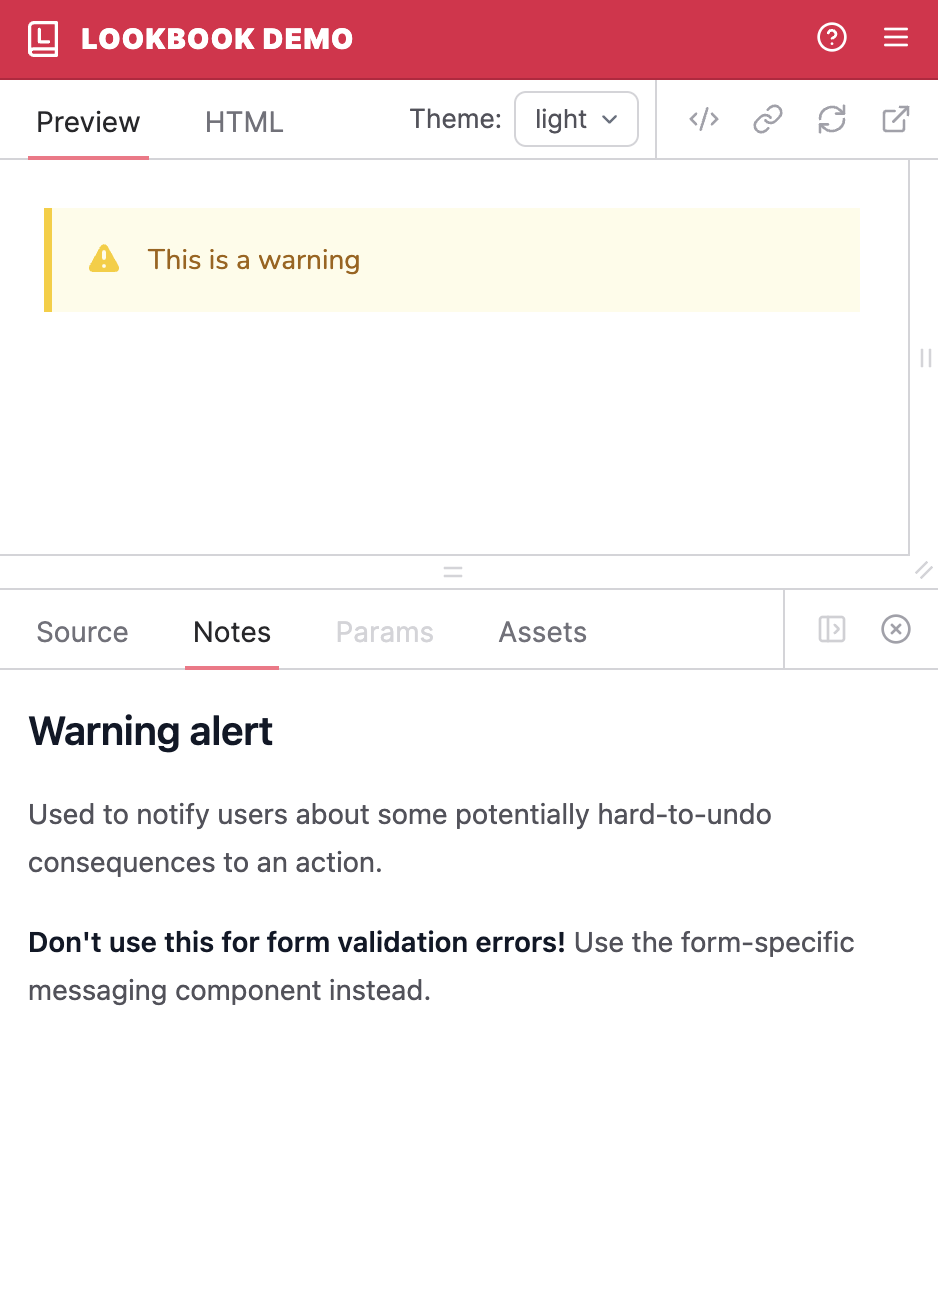 LOOKBOOK DEMO
Preview
HTML
Theme:
light
This is a warning
Source
Notes
Params
Assets
Warning alert
Used to notify users about some potentially hard-to-undo
consequences to an action.
Don't use this for form validation errors! Use the form-specific
messaging component instead.